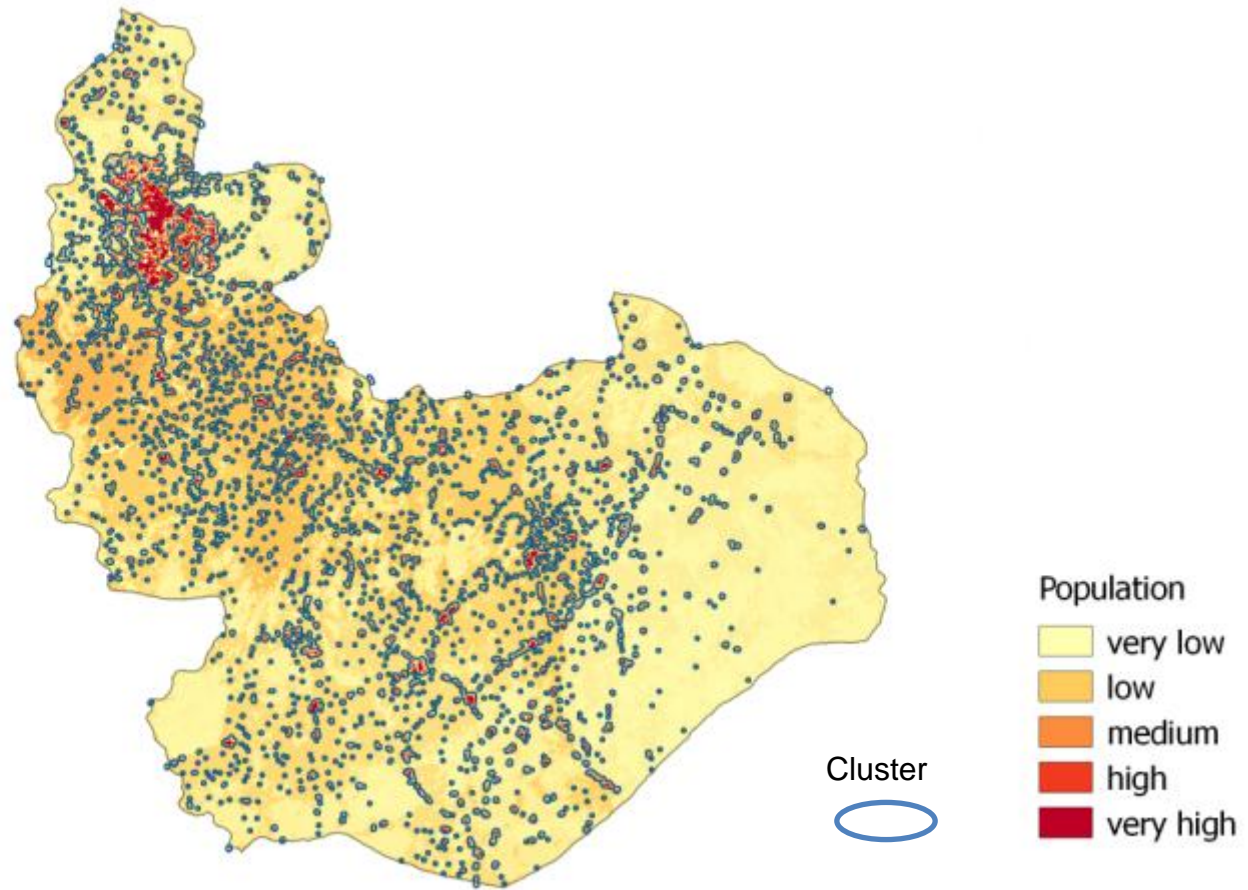 Population
very low
low
medium
high
very high
Cluster